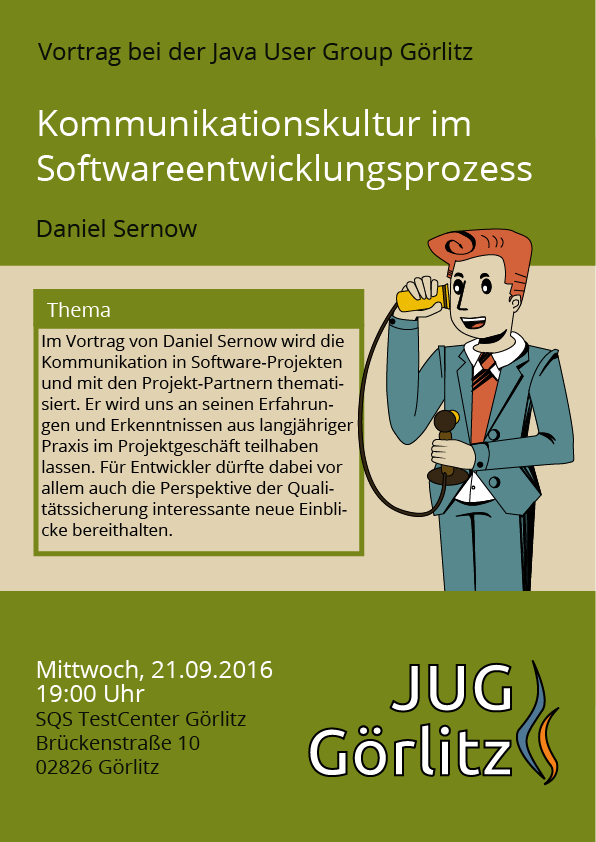 Vortrag bei der Java User Group Görlitz
Kommunikationskultur im
Softwareentwicklungsprozess
Daniel Sernow
Thema
Im Vortrag von Daniel Sernow wird die
Kommunikation in Software-Projekten
und mit den Projekt-Partnern themati-
siert. Er wird uns an seinen Erfahrun-
gen und Erkenntnissen aus langjähriger
Praxis im Projektgeschäft teilhaben
lassen. Für Entwickler dürfte dabei vor
allem auch die Perspektive der Quali-
tätssicherung interessante neue Einbli-
cke bereithalten.
Mittwoch, 21.09.2016
19:00 Uhr
SQS TestCenter Görlitz
Brückenstraße 10
02826 Görlitz
JUG
Görlitz